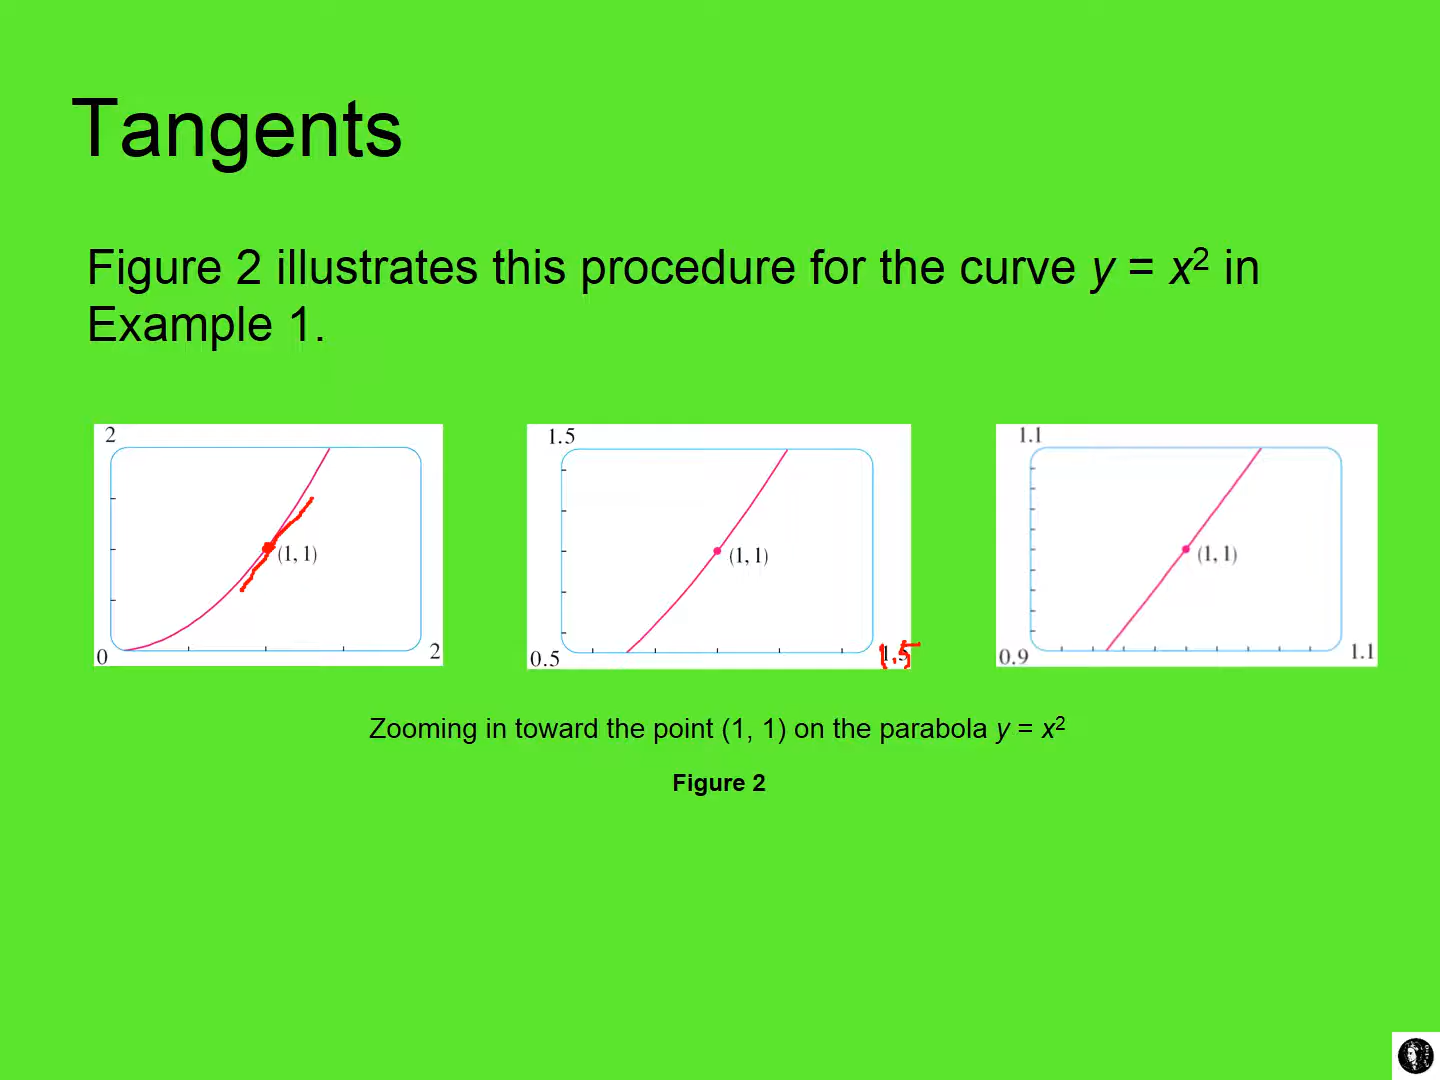 Tangents
Figure 2 illustrates this procedure for the curve y = x² in
Example 1.
2
(1, 1)
0
2
1.5
(1, 1)
0.5
1.5
1.1
(1, 1)
0.9
1.1
Zooming in toward the point (1, 1) on the parabola y = x²
Figure 2